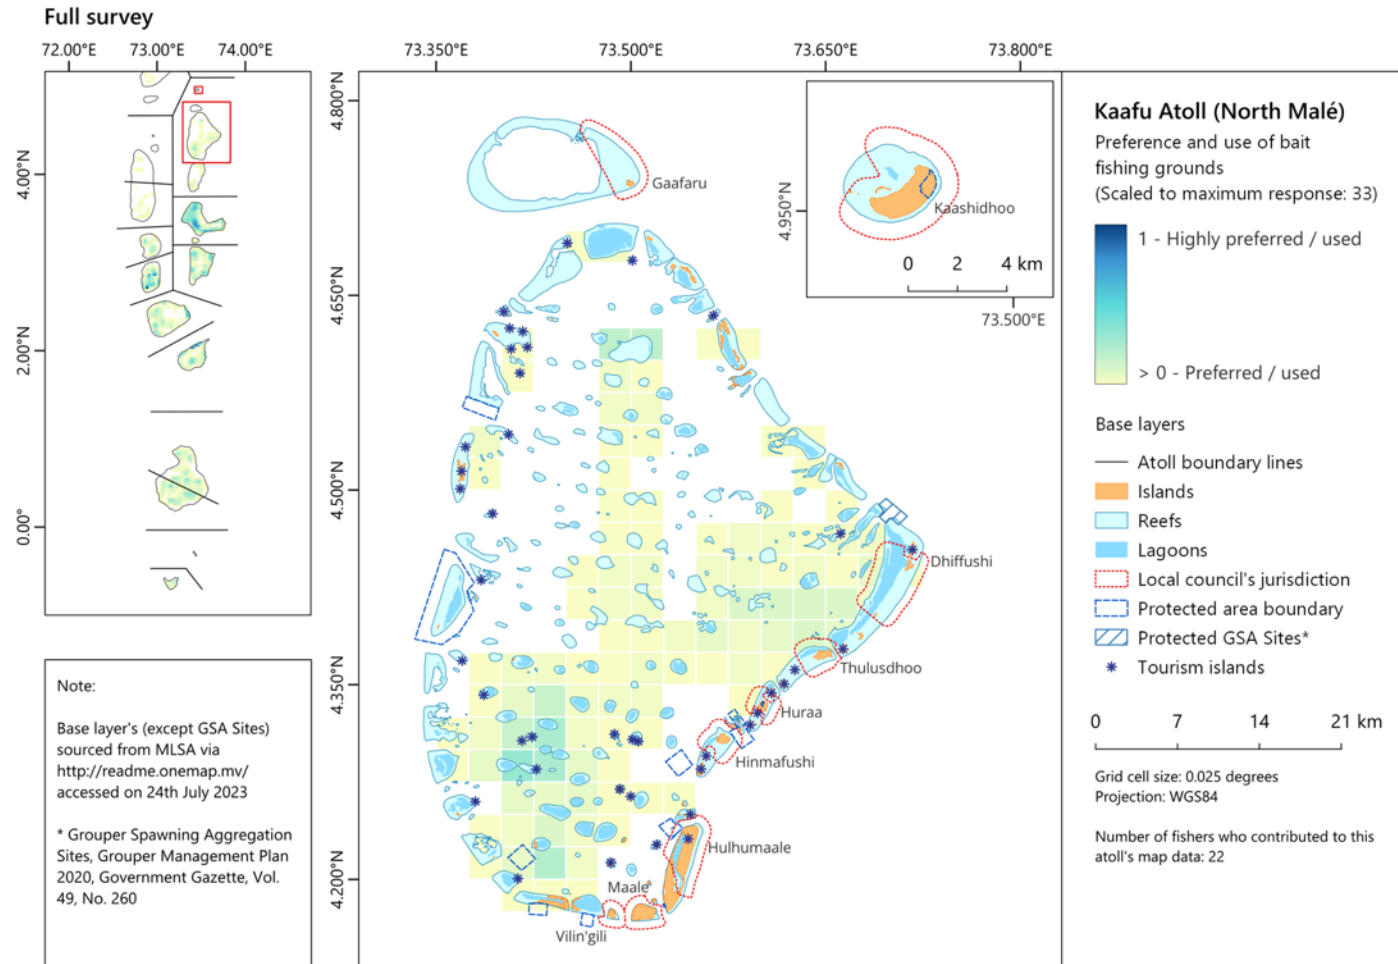 Full survey
72.00°E 73.00°E 74.00°E
4.00°N
2.00°N
0.00°
Note:
Base layer's (except GSA Sites)
sourced from MLSA via
http://readme.onemap.mv/
accessed on 24th July 2023
* Grouper Spawning Aggregation
Sites, Grouper Management Plan
2020, Government Gazette, Vol.
49, No. 260
73.350°E 73.500°E 73.650°E 73.800°E
4.800°N
4.650°N
4.500°N
4.350°N
4.200°N
Gaafaru
4.950°N
Kaashidhoo
0 2 4 km
73.500°E
Dhiffushi
Thulusdhoo
Huraa
Hinmafushi
Hulhumaale
Maale
Vilin'gili
Kaafu Atoll (North Malé)
Preference and use of bait
fishing grounds
(Scaled to maximum response: 33)
1 - Highly preferred / used
> 0 - Preferred / used
Base layers
Atoll boundary lines
Islands
Reefs
Lagoons
Local council's jurisdiction
Protected area boundary
Protected GSA Sites*
Tourism islands
0 7 14 21 km
Grid cell size: 0.025 degrees
Projection: WGS84
Number of fishers who contributed to this
atoll's map data: 22